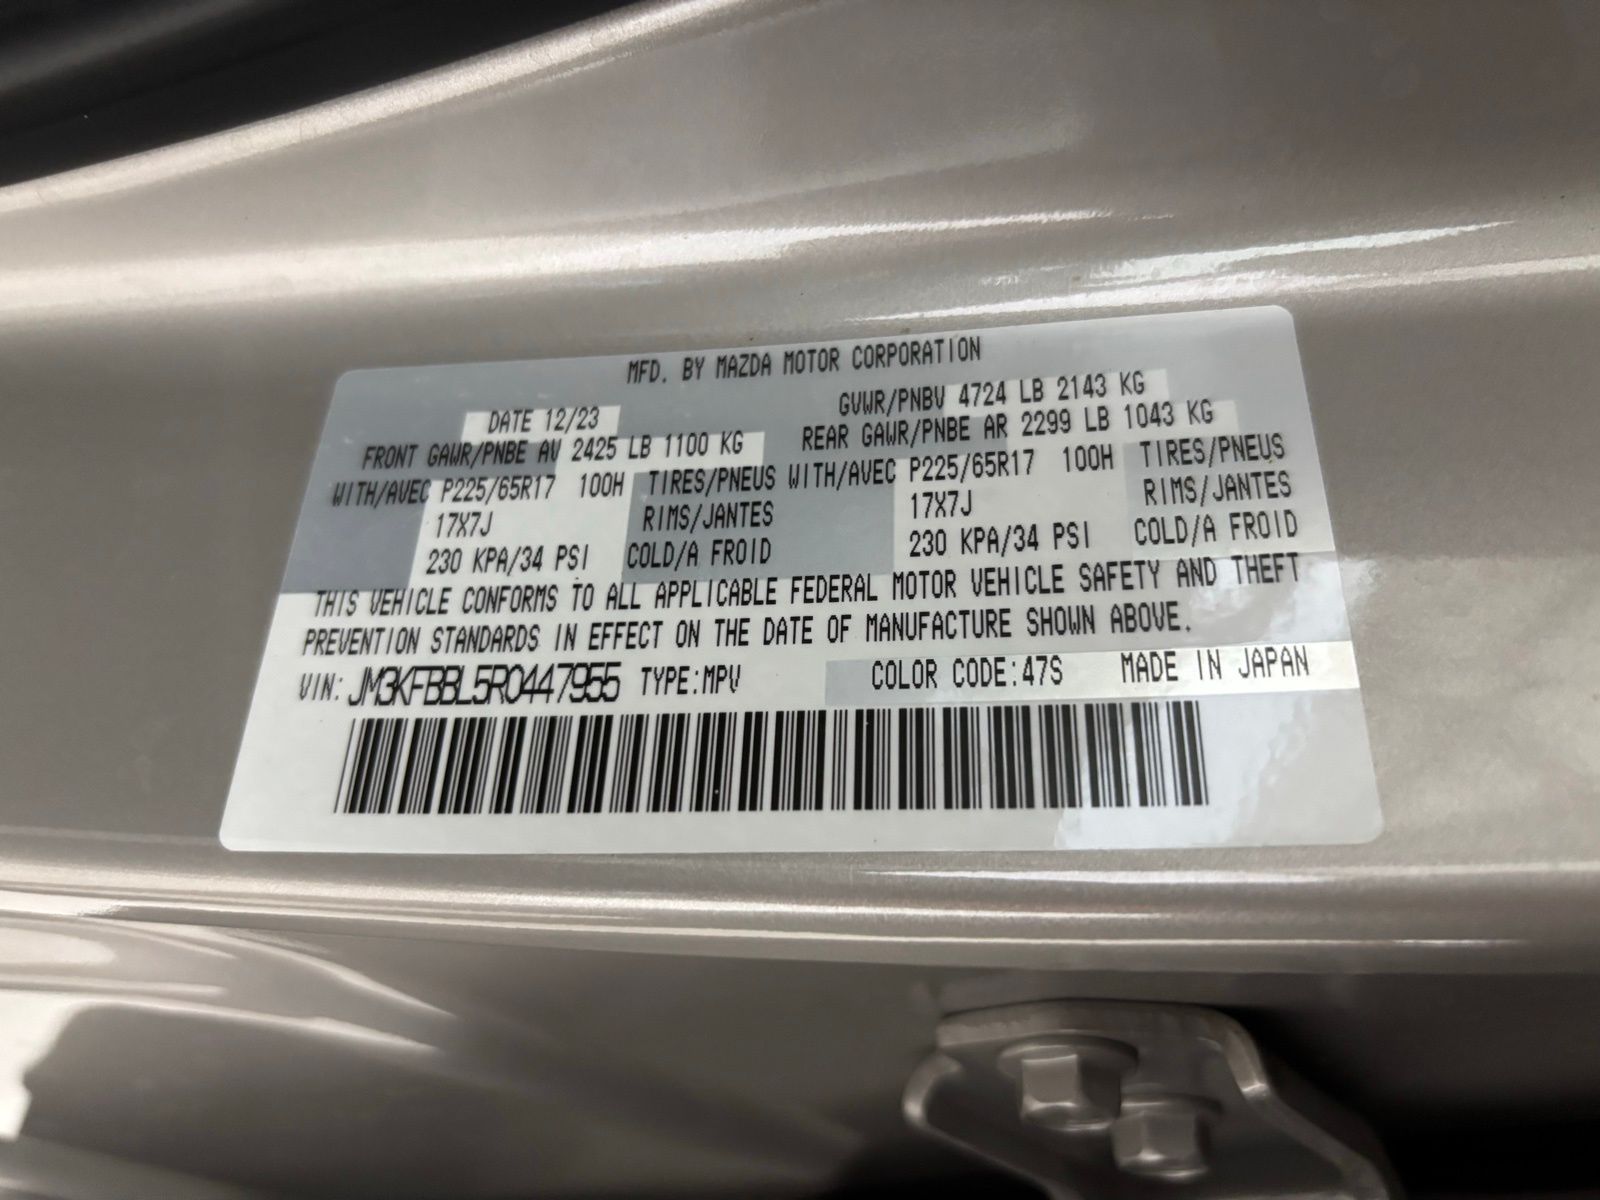 MFD. BY MAZDA MOTOR CORPORATION
DATE 12/23 GVWR/PNBV 4724 LB 2143 KG
FRONT GAWR/PNBE AV 2425 LB 1100 KG REAR GAWR/PNBE AR 2299 LB 1043 KG
WITH/AVEC P225/65R17 100H TIRES/PNEUS WITH/AVEC P225/65R17 100H TIRES/PNEUS
17X7J RIMS/JANTES 17X7J RIMS/JANTES
230 KPA/34 PSI COLD/A FROID 230 KPA/34 PSI COLD/A FROID
THIS VEHICLE CONFORMS TO ALL APPLICABLE FEDERAL MOTOR VEHICLE SAFETY AND THEFT
PREVENTION STANDARDS IN EFFECT ON THE DATE OF MANUFACTURE SHOWN ABOVE.
VIN: JM3KFBBL5R0447955 TYPE:MPV COLOR CODE:47S MADE IN JAPAN